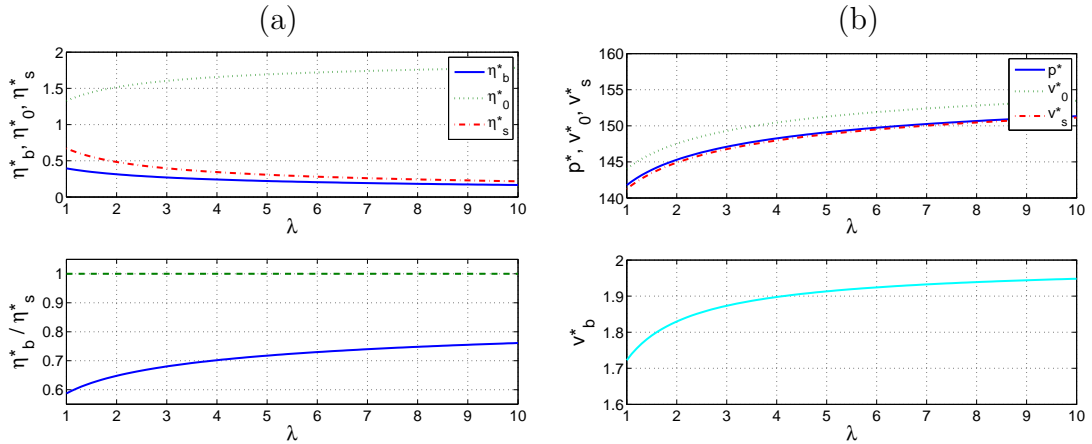 (a)
2
1.5
1
0.5
0
η*b, η*0, η*s
η*b
η*0
η*s
1 2 3 4 5 6 7 8 9 10
λ
1
0.9
0.8
0.7
0.6
η*b / η*s
1 2 3 4 5 6 7 8 9 10
λ
(b)
160
155
150
145
140
p*, v*0, v*s
p*
v*0
v*s
1 2 3 4 5 6 7 8 9 10
λ
2
1.9
1.8
1.7
1.6
v*b
1 2 3 4 5 6 7 8 9 10
λ